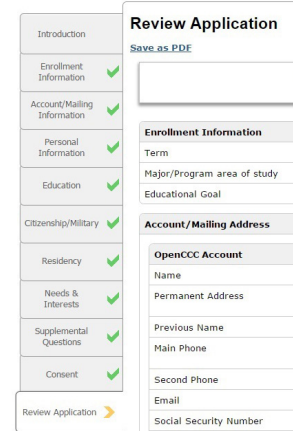 Introduction
Enrollment
Information
Account/Mailing
Information
Personal
Information
Education
Citizenship/Military
Residency
Needs &
Interests
Supplemental
Questions
Consent
Review Application
Review Application
Save as PDF
Enrollment Information
Term
Major/Program area of study
Educational Goal
Account/Mailing Address
OpenCCC Account
Name
Permanent Address
Previous Name
Main Phone
Second Phone
Email
Social Security Number